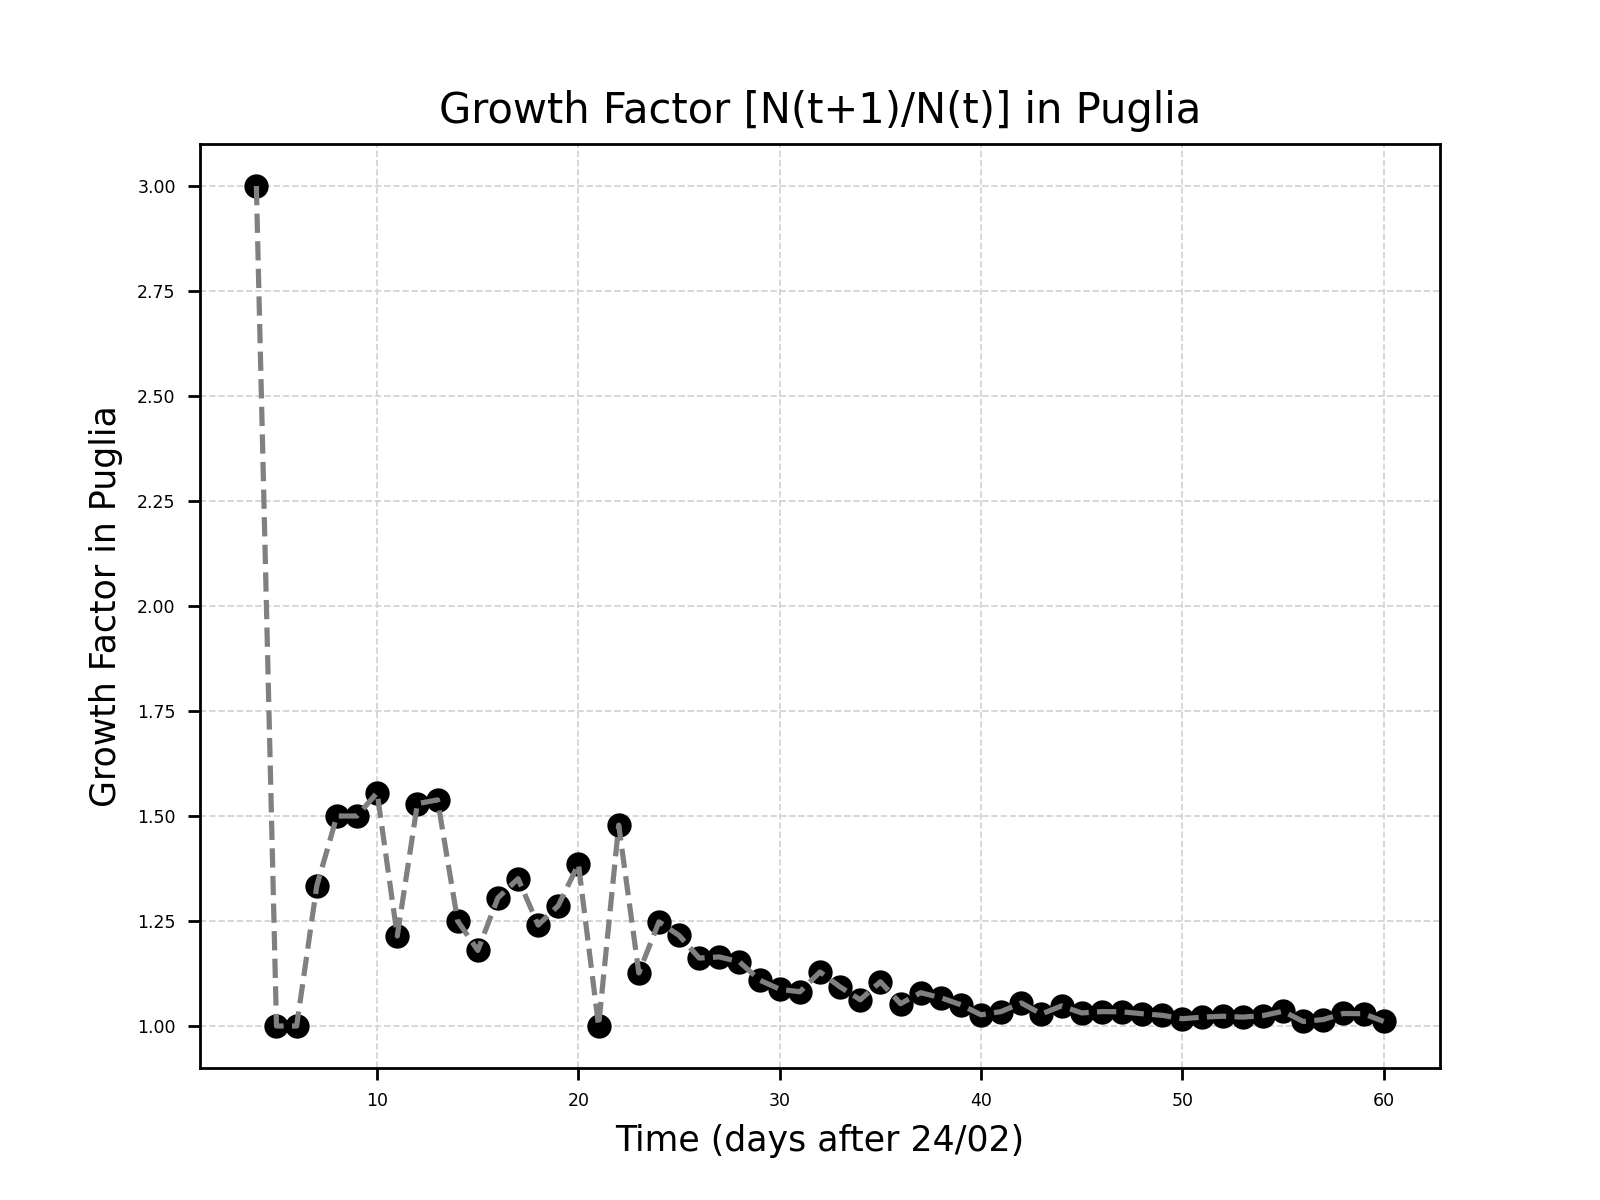 Growth Factor [N(t+1)/N(t)] in Puglia
Growth Factor in Puglia
3.00
2.75
2.50
2.25
2.00
1.75
1.50
1.25
1.00
10 20 30 40 50 60
Time (days after 24/02)